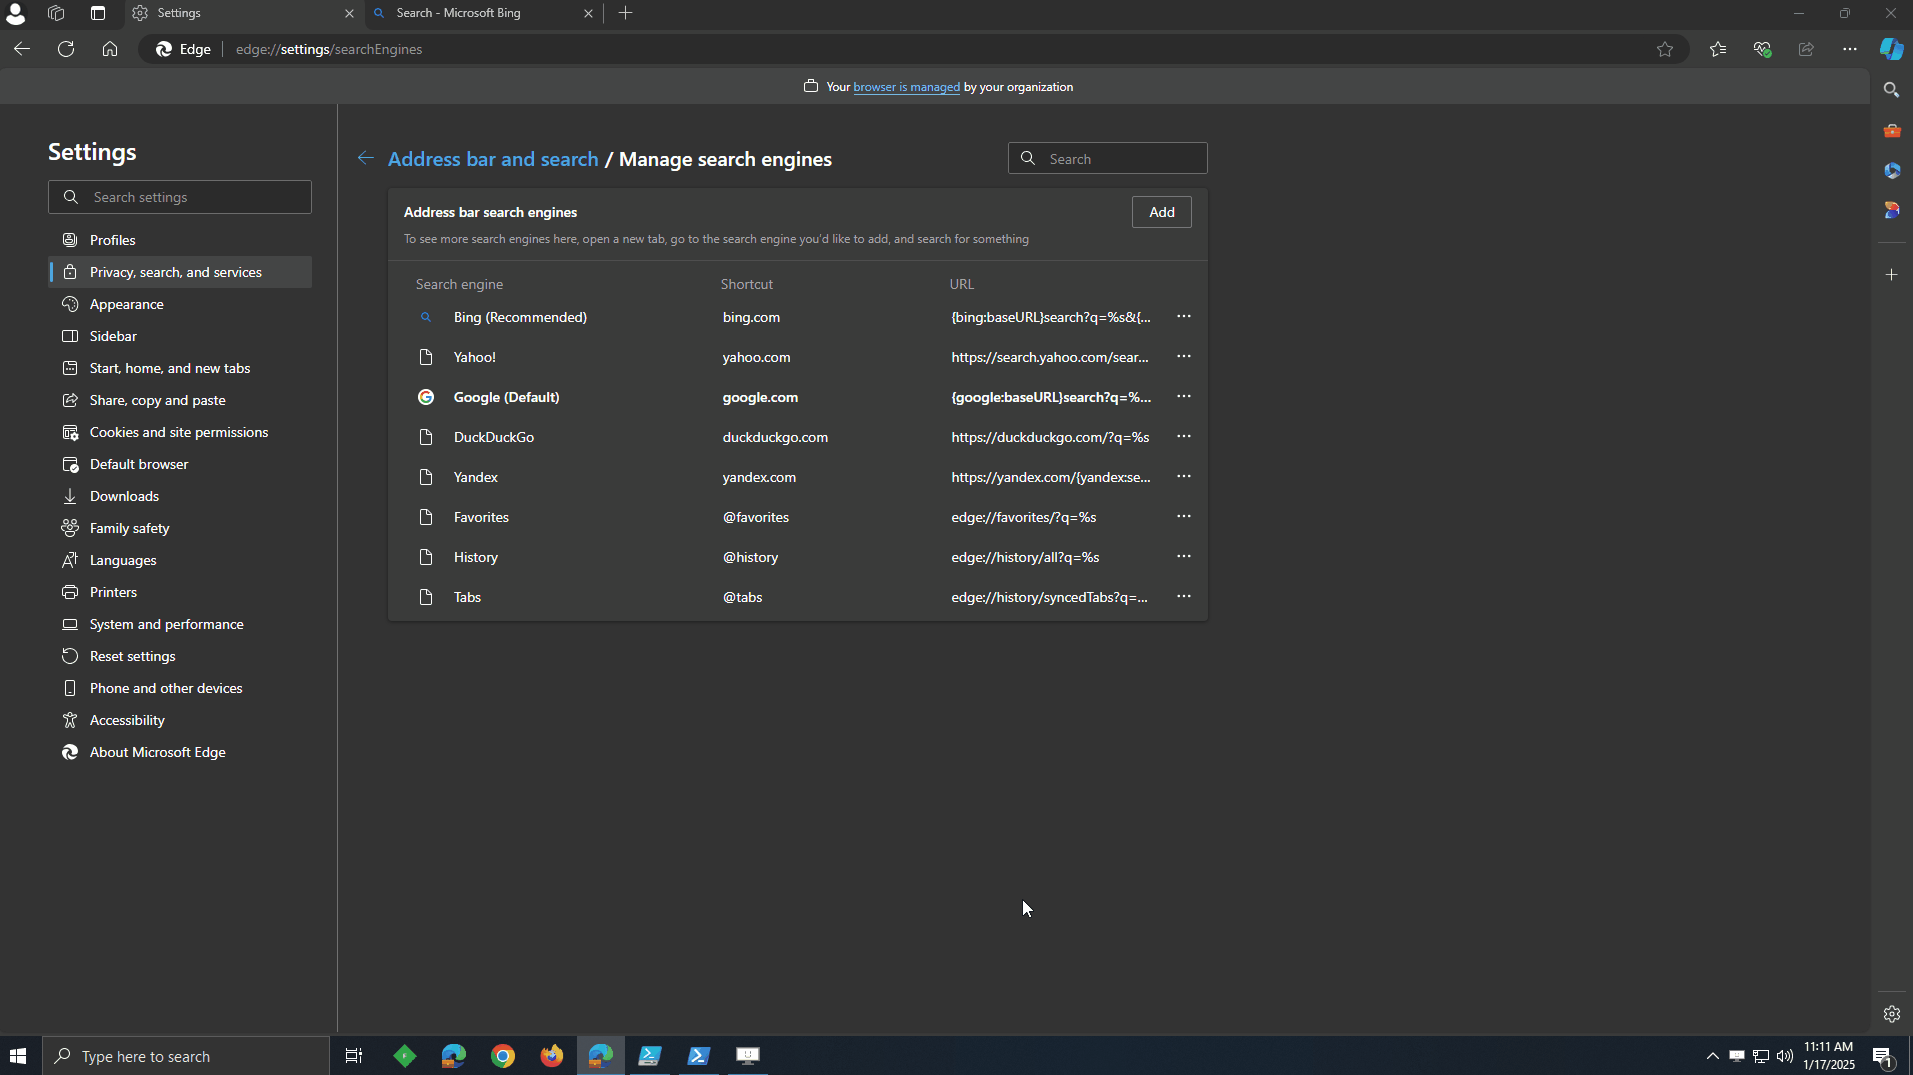 Settings
Search - Microsoft Bing
Edge
edge://settings/searchEngines
Your browser is managed by your organization
Settings
Search settings
Profiles
Privacy, search, and services
Appearance
Sidebar
Start, home, and new tabs
Share, copy and paste
Cookies and site permissions
Default browser
Downloads
Family safety
Languages
Printers
System and performance
Reset settings
Phone and other devices
Accessibility
About Microsoft Edge
Address bar and search / Manage search engines
Search
Address bar search engines
Add
To see more search engines here, open a new tab, go to the search engine you'd like to add, and search for something
Search engine Shortcut URL
Bing (Recommended) bing.com {bing:baseURL}search?q=%s&{...
Yahoo! yahoo.com https://search.yahoo.com/sear...
Google (Default) google.com {google:baseURL}search?q=%...
DuckDuckGo duckduckgo.com https://duckduckgo.com/?q=%s
Yandex yandex.com https://yandex.com/{yandex:se...
Favorites @favorites edge://favorites/?q=%s
History @history edge://history/all?q=%s
Tabs @tabs edge://history/syncedTabs?q=...
Type here to search
11:11 AM
1/17/2025
1